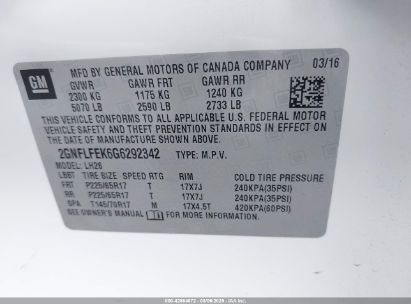 GM
MFD BY GENERAL MOTORS OF CANADA COMPANY 03/16
GVWR GAWR FRT GAWR RR
2300 KG 1175 KG 1240 KG
5070 LB 2590 LB 2733 LB
THIS VEHICLE CONFORMS TO ALL APPLICABLE U.S. FEDERAL MOTOR
VEHICLE SAFETY AND THEFT PREVENTION STANDARDS IN EFFECT ON
THE DATE OF MANUFACTURE SHOWN ABOVE.
2GNFLFEK6G6292342 TYPE: M.P.V.
MODEL: LH26
TIRE SIZE SPEED RTG RIM COLD TIRE PRESSURE
FRT P225/65R17 T 17X7J 240KPA(35PSI)
RR P225/65R17 T 17X7J 240KPA(35PSI)
SPA T145/70R17 M 17X4.5T 420KPA(60PSI)
SEE OWNER'S MANUAL FOR MORE INFORMATION.